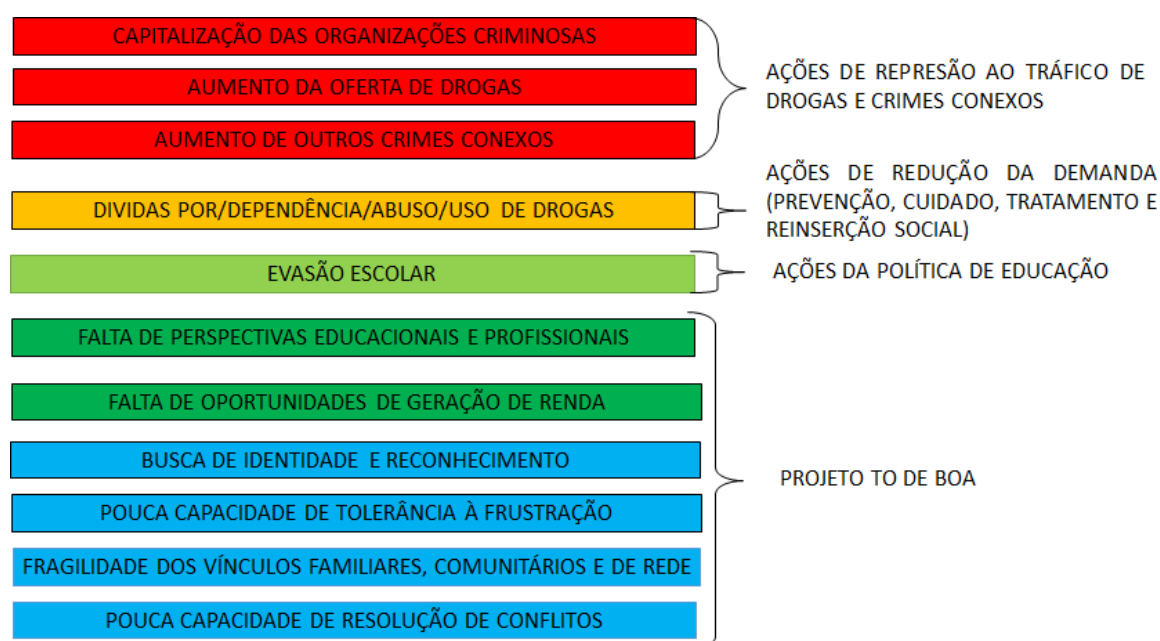 CAPITALIZAÇÃO DAS ORGANIZAÇÕES CRIMINOSAS
AUMENTO DA OFERTA DE DROGAS
AUMENTO DE OUTROS CRIMES CONEXOS
AÇÕES DE REPRESÃO AO TRÁFICO DE
DROGAS E CRIMES CONEXOS
DIVIDAS POR/DEPENDÊNCIA/ABUSO/USO DE DROGAS
AÇÕES DE REDUÇÃO DA DEMANDA
(PREVENÇÃO, CUIDADO, TRATAMENTO E
REINSERÇÃO SOCIAL)
EVASÃO ESCOLAR
AÇÕES DA POLÍTICA DE EDUCAÇÃO
FALTA DE PERSPECTIVAS EDUCACIONAIS E PROFISSIONAIS
FALTA DE OPORTUNIDADES DE GERAÇÃO DE RENDA
BUSCA DE IDENTIDADE E RECONHECIMENTO
POUCA CAPACIDADE DE TOLERÂNCIA À FRUSTRAÇÃO
FRAGILIDADE DOS VÍNCULOS FAMILIARES, COMUNITÁRIOS E DE REDE
POUCA CAPACIDADE DE RESOLUÇÃO DE CONFLITOS
PROJETO TO DE BOA